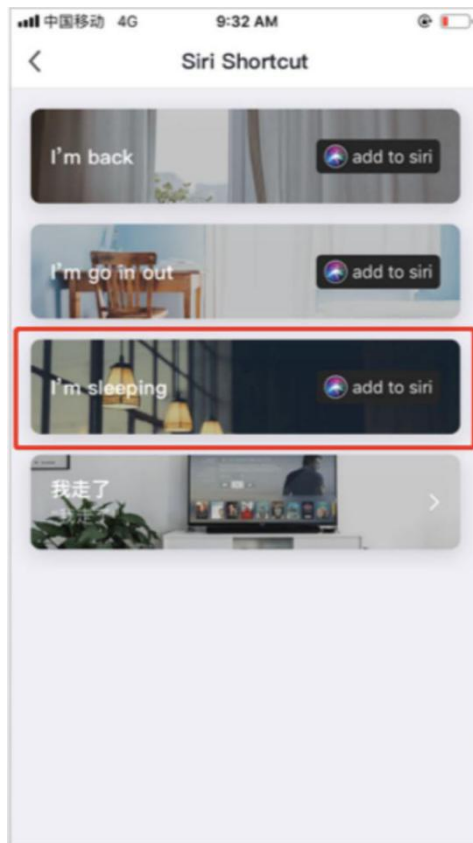 中国移动 4G 9:32 AM
Siri Shortcut
I'm back
add to siri
I'm go in out
add to siri
I'm sleeping
add to siri
我走了